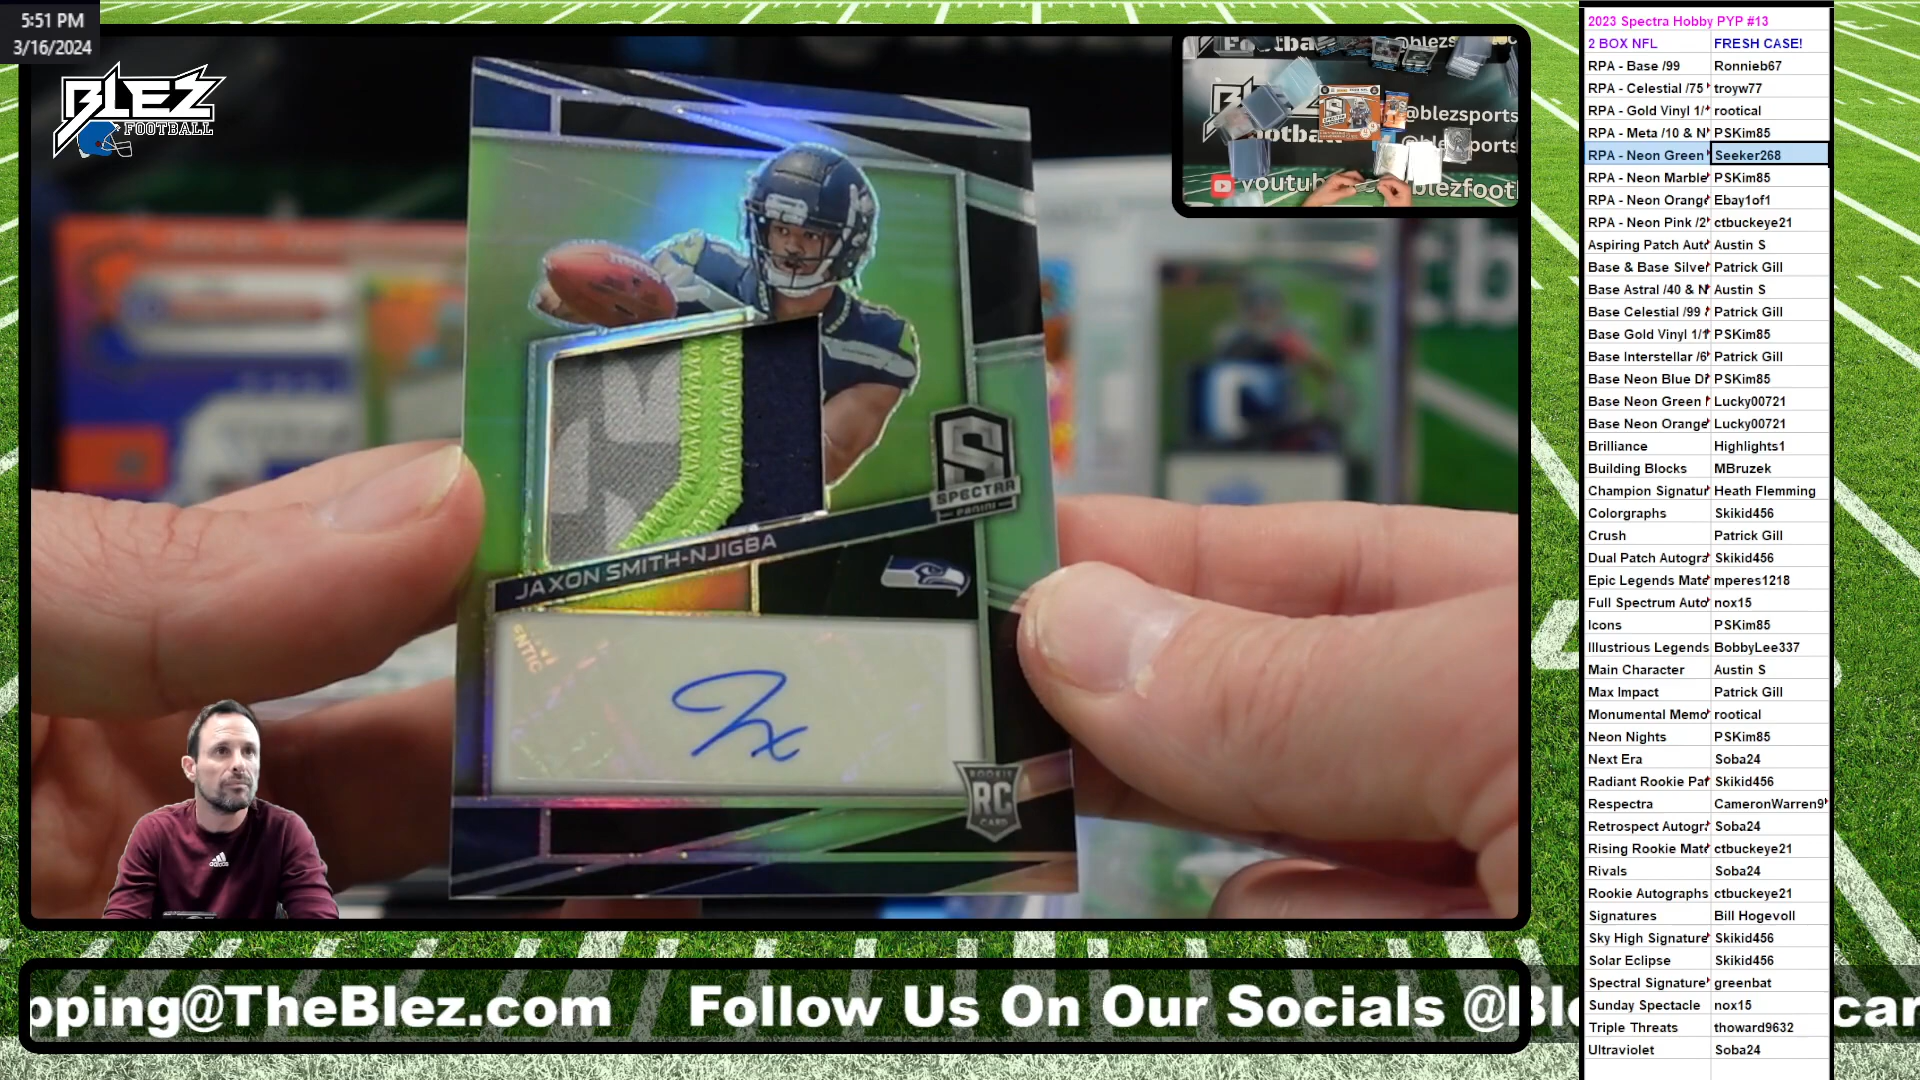 5:51 PM
3/16/2024
BLEZ
FOOTBALL
JAXON SMITH-NJIGBA
SPECTRA
PANINI
NTIC
ROOKIE
RC
CARD
@blezsports
youtub
blezfoot
pping@TheBlez.com Follow Us On Our Socials @Ble
car
2023 Spectra Hobby PYP #13
2 BOX NFL FRESH CASE!
RPA - Base /99 Ronnieb67
RPA - Celestial /75 troyw77
RPA - Gold Vinyl 1/ rootical
RPA - Meta /10 & N PSKim85
RPA - Neon Green Seeker268
RPA - Neon Marble PSKim85
RPA - Neon Orang Ebay1of1
RPA - Neon Pink /2 ctbuckeye21
Aspiring Patch Aut Austin S
Base & Base Silve Patrick Gill
Base Astral /40 & N Austin S
Base Celestial /99 Patrick Gill
Base Gold Vinyl 1/1 PSKim85
Base Interstellar /6 Patrick Gill
Base Neon Blue Di PSKim85
Base Neon Green Lucky00721
Base Neon Orange Lucky00721
Brilliance Highlights1
Building Blocks MBruzek
Champion Signatur Heath Flemming
Colorgraphs Skikid456
Crush Patrick Gill
Dual Patch Autogra Skikid456
Epic Legends Mate mperes1218
Full Spectrum Auto nox15
Icons PSKim85
Illustrious Legends BobbyLee337
Main Character Austin S
Max Impact Patrick Gill
Monumental Memo rootical
Neon Nights PSKim85
Next Era Soba24
Radiant Rookie Pat Skikid456
Respectra CameronWarren9
Retrospect Autogr Soba24
Rising Rookie Mate ctbuckeye21
Rivals Soba24
Rookie Autographs ctbuckeye21
Signatures Bill Hogevoll
Sky High Signature Skikid456
Solar Eclipse Skikid456
Spectral Signature greenbat
Sunday Spectacle nox15
Triple Threats thoward9632
Ultraviolet Soba24